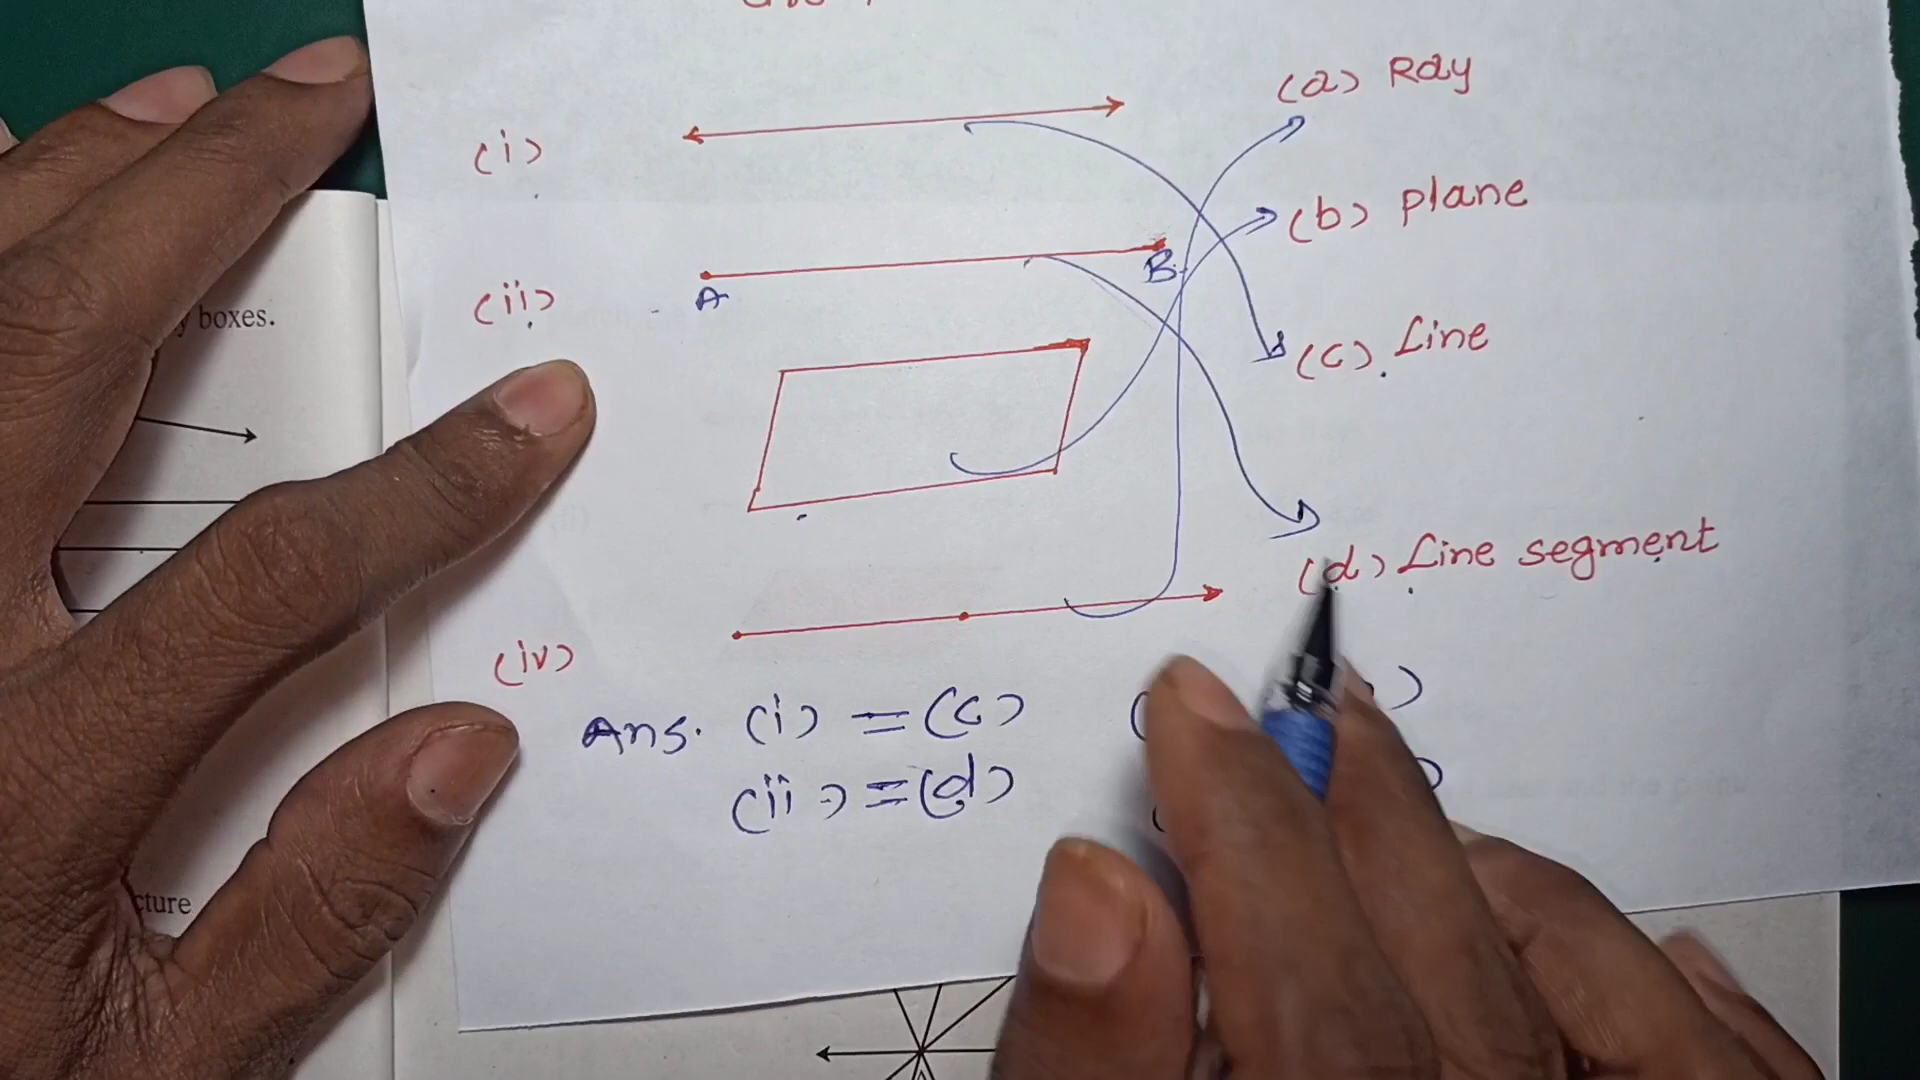 (a) Ray
(i)
(b) plane
(ii)
A
B
(c). Line
(d) Line segment
(iv)
Ans. (i) = (c)
(ii) = (d)
boxes.
cture